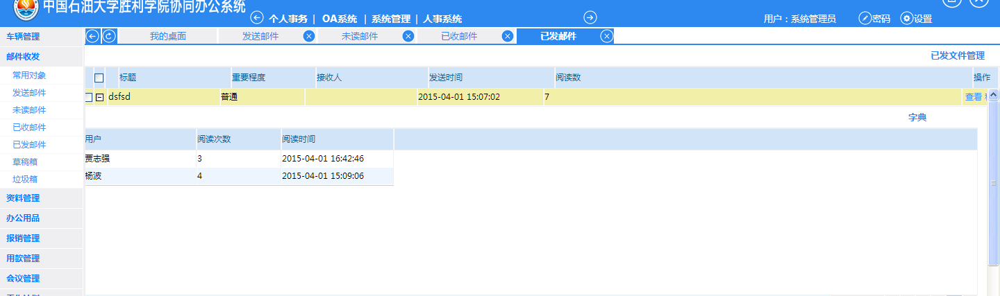 中国石油大学胜利学院协同办公系统
个人事务 | OA系统 | 系统管理 | 人事系统
用户：系统管理员 密码 设置
车辆管理
邮件收发
常用对象
发送邮件
未读邮件
已收邮件
已发邮件
草稿箱
垃圾箱
资料管理
办公用品
报销管理
用款管理
会议管理
我的桌面 发送邮件 未读邮件 已收邮件 已发邮件
已发文件管理
标题 重要程度 接收人 发送时间 阅读数 操作
dsfsd 普通 2015-04-01 15:07:02 7 查看
字典
用户 阅读次数 阅读时间
贾志强 3 2015-04-01 16:42:46
杨波 4 2015-04-01 15:09:06